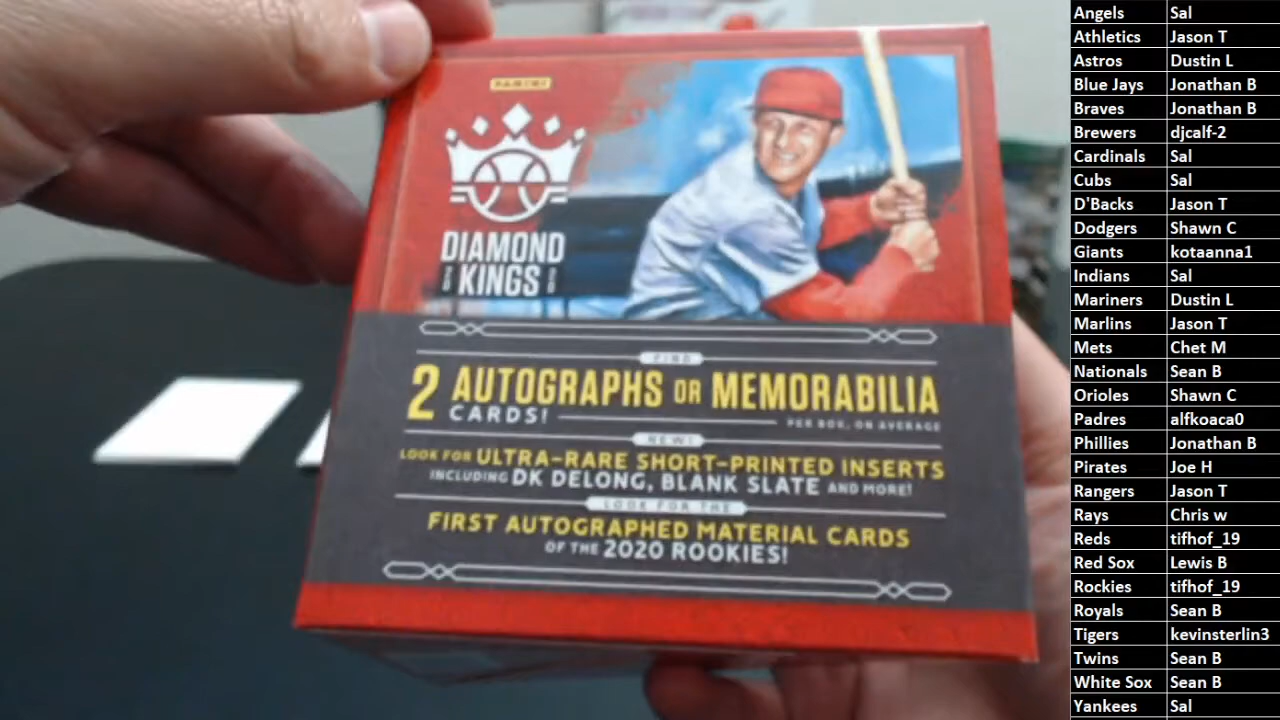 PANINI
DIAMOND
20 KINGS 20
FIND
2 AUTOGRAPHS OR MEMORABILIA
CARDS!
PER BOX, ON AVERAGE
NEW!
LOOK FOR ULTRA-RARE SHORT-PRINTED INSERTS
INCLUDING DK DELONG, BLANK SLATE AND MORE!
LOOK FOR THE
FIRST AUTOGRAPHED MATERIAL CARDS
OF THE 2020 ROOKIES!
Angels Sal
Athletics Jason T
Astros Dustin L
Blue Jays Jonathan B
Braves Jonathan B
Brewers djcalf-2
Cardinals Sal
Cubs Sal
D'Backs Jason T
Dodgers Shawn C
Giants kotaanna1
Indians Sal
Mariners Dustin L
Marlins Jason T
Mets Chet M
Nationals Sean B
Orioles Shawn C
Padres alfkoaca0
Phillies Jonathan B
Pirates Joe H
Rangers Jason T
Rays Chris w
Reds tifhof_19
Red Sox Lewis B
Rockies tifhof_19
Royals Sean B
Tigers kevinsterlin3
Twins Sean B
White Sox Sean B
Yankees Sal